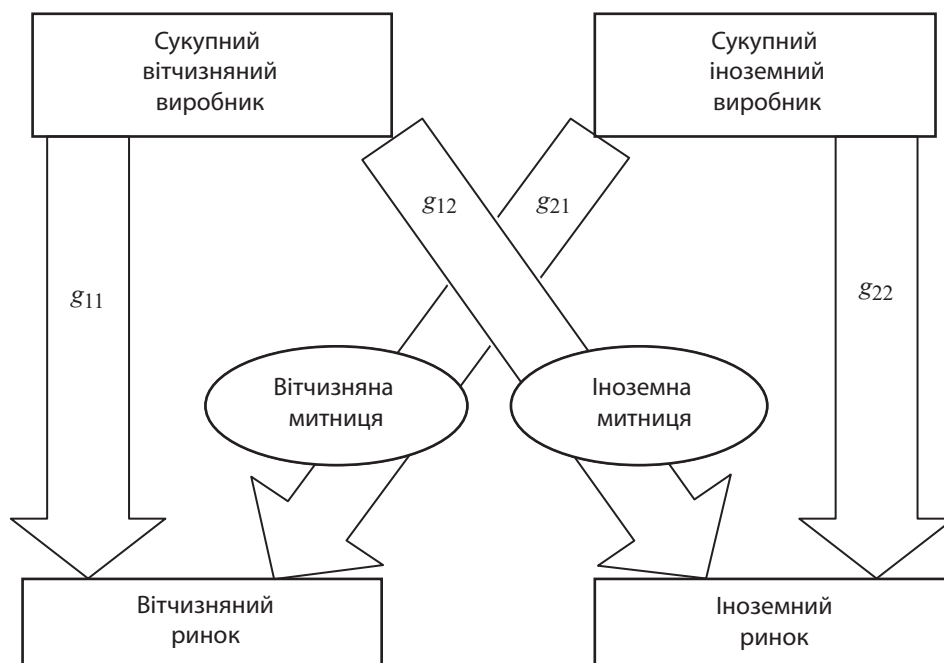 Сукупний
вітчизняний
виробник
Сукупний
іноземний
виробник
g12
g21
g11
g22
Вітчизняна
митниця
Іноземна
митниця
Вітчизняний
ринок
Іноземний
ринок